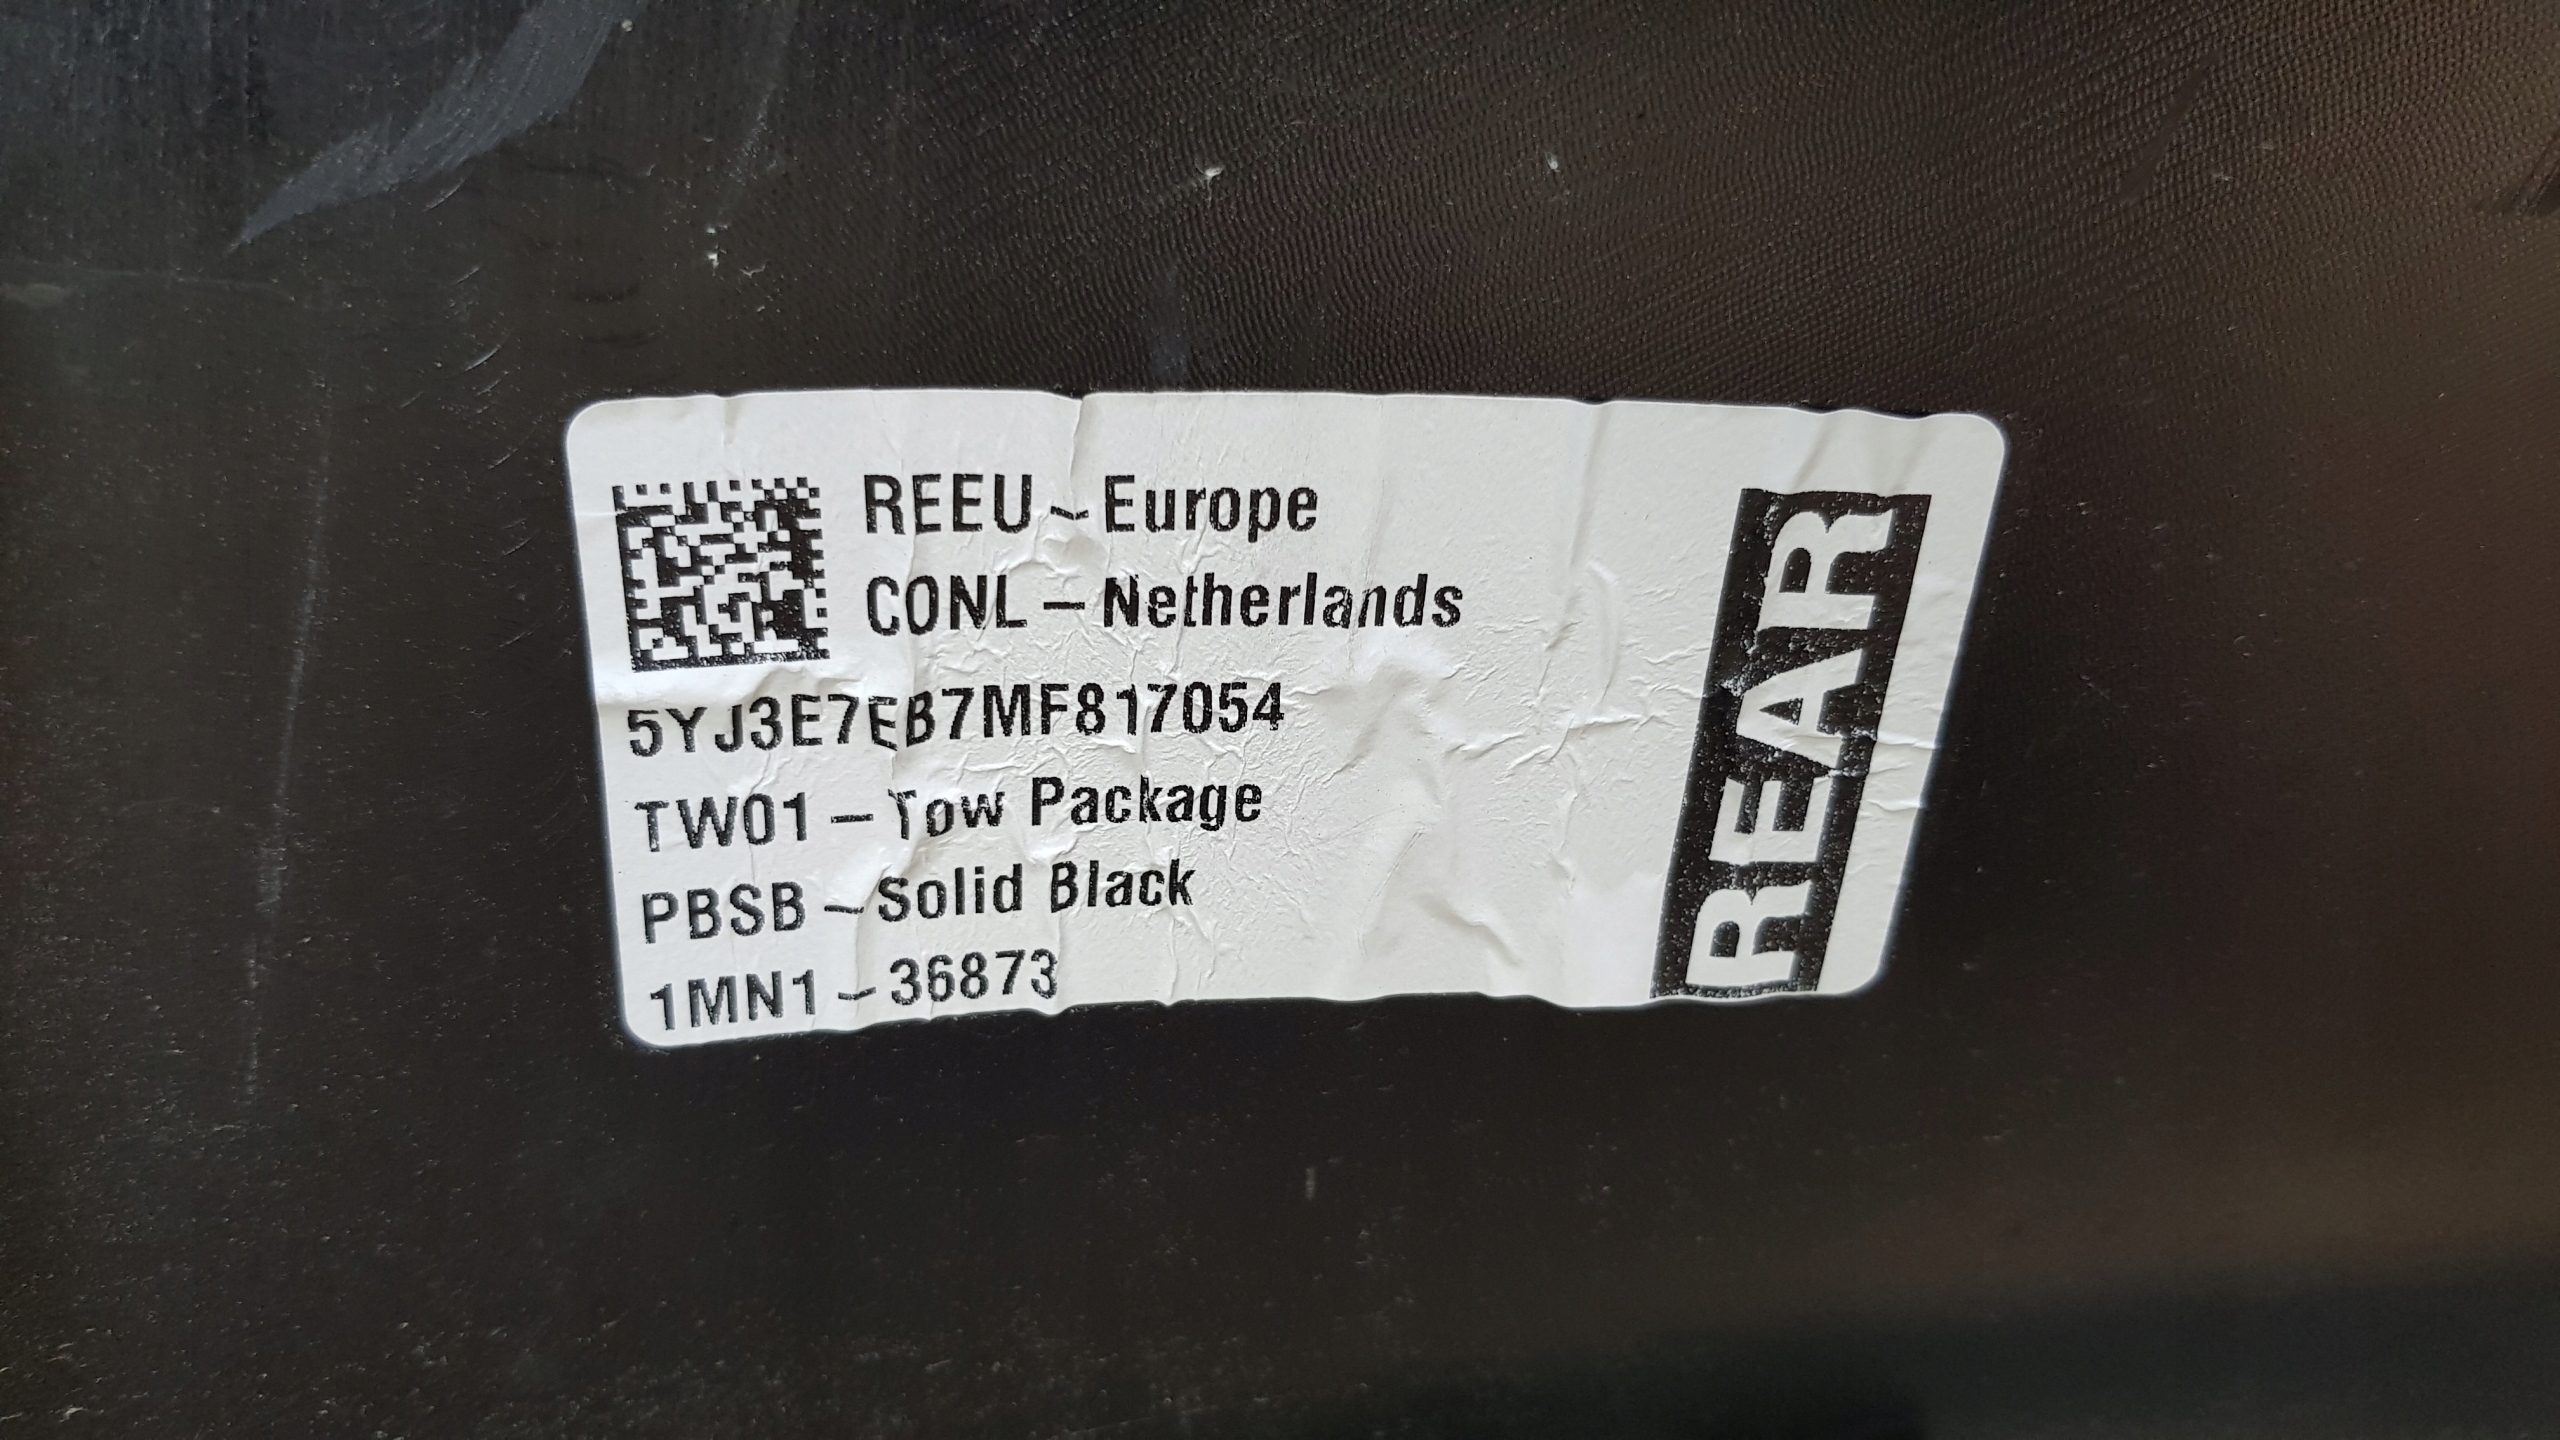 REEU - Europe
CONL - Netherlands
5YJ3E7EB7MF817054
TW01 - Tow Package
PBSB - Solid Black
1MN1 - 36873
REAR